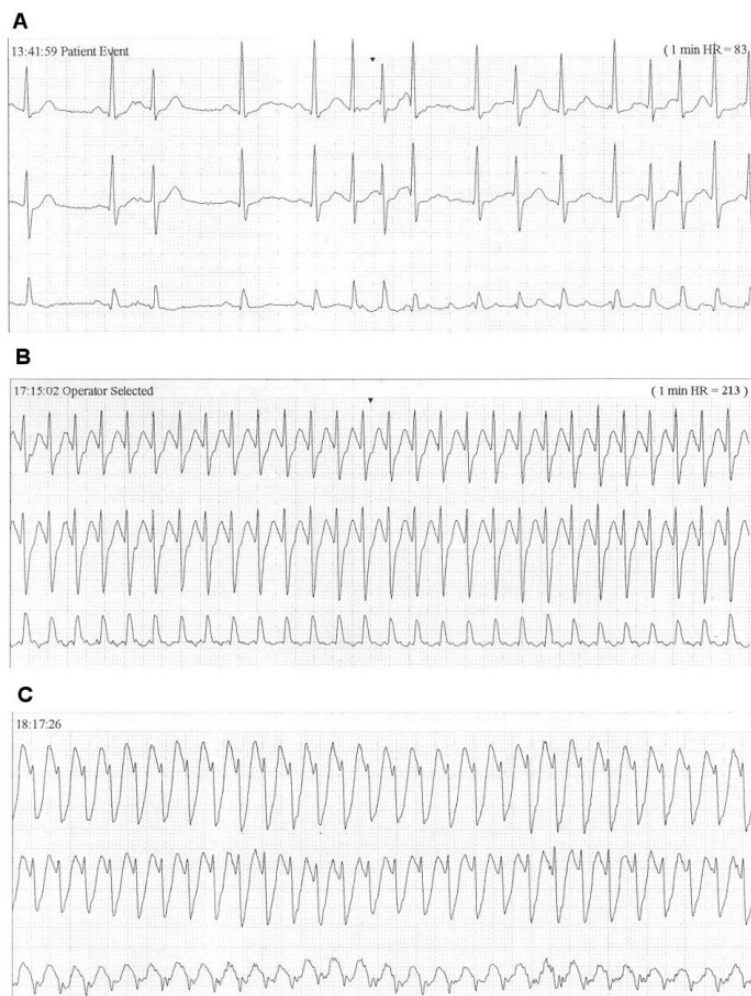 A
13:41:59 Patient Event ( 1 min HR = 83
B
17:15:02 Operator Selected ( 1 min HR = 213 )
C
18:17:26